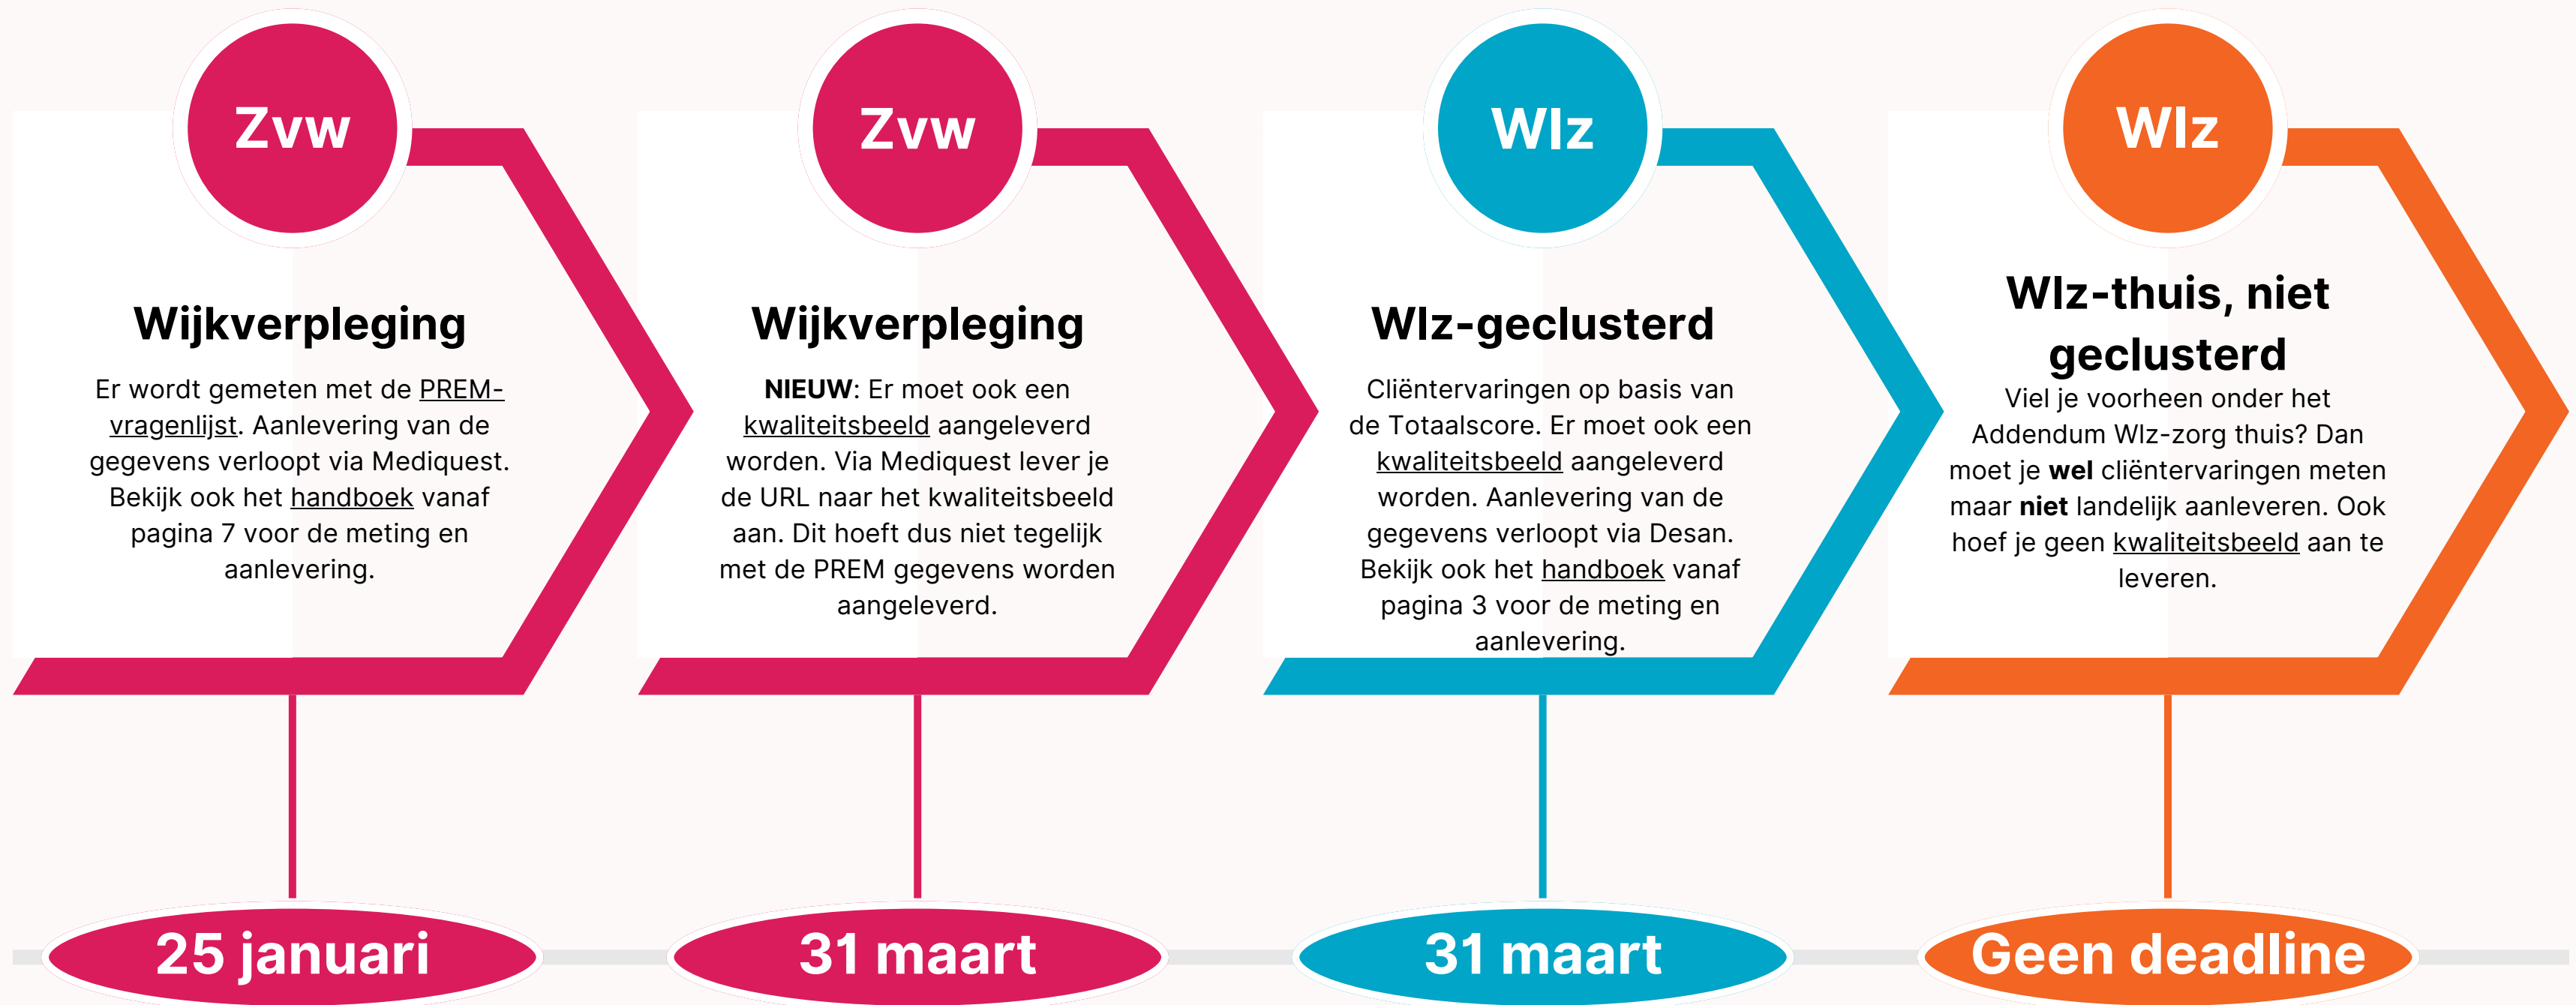 Zvw
Wijkverpleging
Er wordt gemeten met de PREM-
vragenlijst. Aanlevering van de
gegevens verloopt via Mediquest.
Bekijk ook het handboek vanaf
pagina 7 voor de meting en
aanlevering.
25 januari
Zvw
Wijkverpleging
NIEUW: Er moet ook een
kwaliteitsbeeld aangeleverd
worden. Via Mediquest lever je
de URL naar het kwaliteitsbeeld
aan. Dit hoeft dus niet tegelijk
met de PREM gegevens worden
aangeleverd.
31 maart
Wlz
Wlz-geclusterd
Cliëntervaringen op basis van
de Totaalscore. Er moet ook een
kwaliteitsbeeld aangeleverd
worden. Aanlevering van de
gegevens verloopt via Desan.
Bekijk ook het handboek vanaf
pagina 3 voor de meting en
aanlevering.
31 maart
Wlz
Wlz-thuis, niet
geclusterd
Viel je voorheen onder het
Addendum Wlz-zorg thuis? Dan
moet je wel cliëntervaringen meten
maar niet landelijk aanleveren. Ook
hoef je geen kwaliteitsbeeld aan te
leveren.
Geen deadline